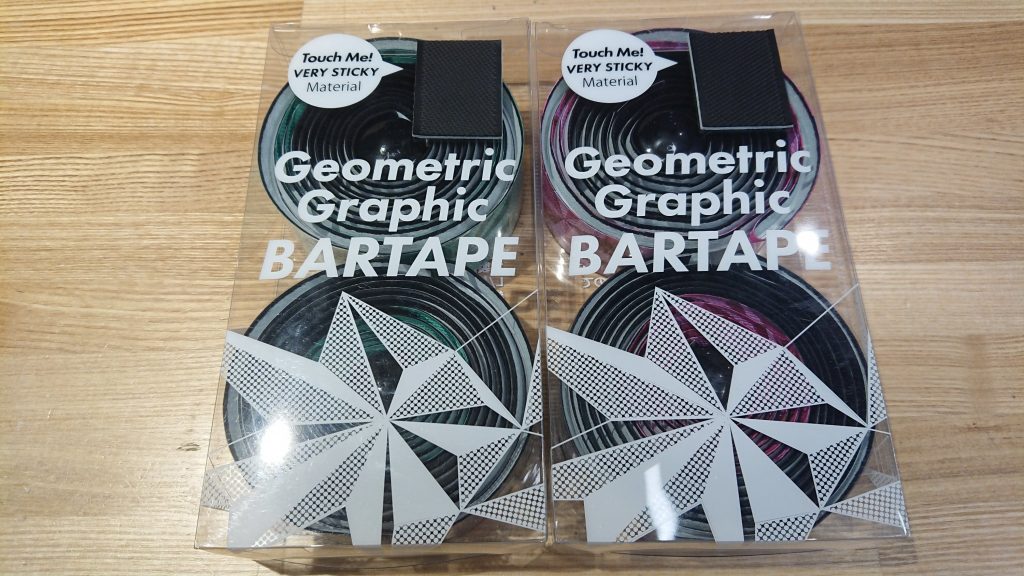 Touch Me!
VERY STICKY
Material
Geometric
Graphic
BARTAPE
Touch Me!
VERY STICKY
Material
Geometric
Graphic
BARTAPE